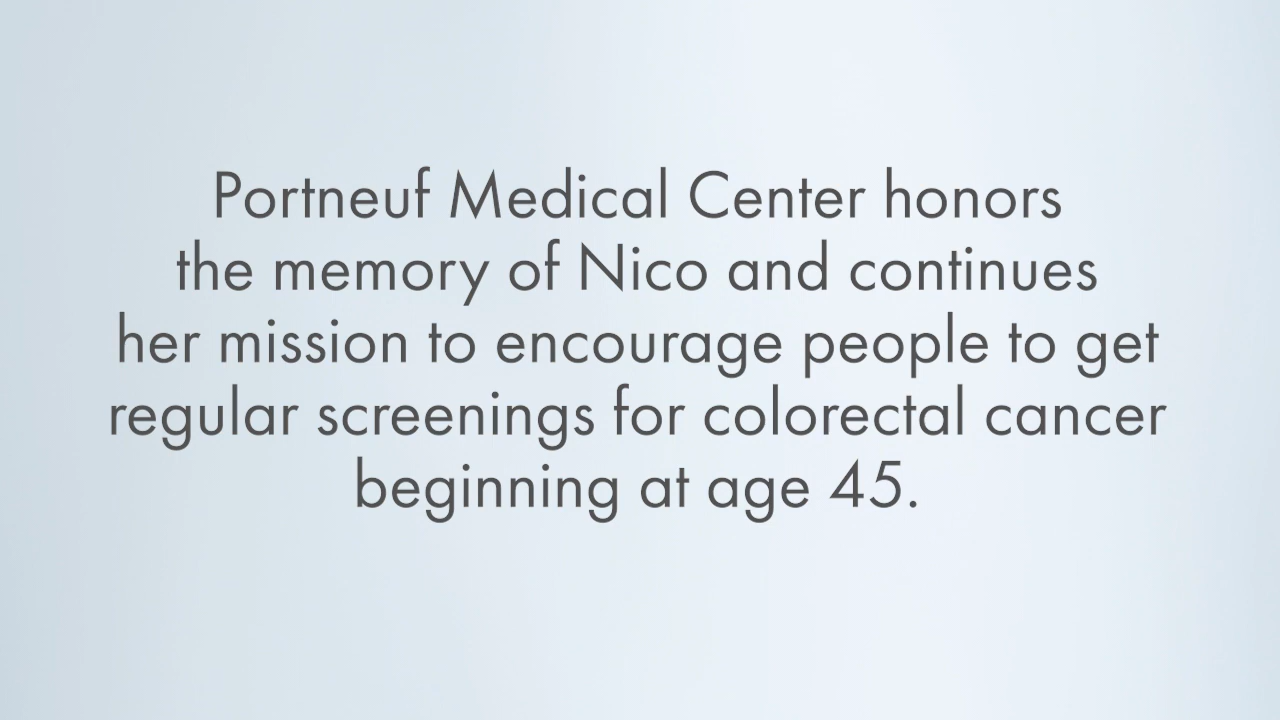 Portneuf Medical Center honors
the memory of Nico and continues
her mission to encourage people to get
regular screenings for colorectal cancer
beginning at age 45.